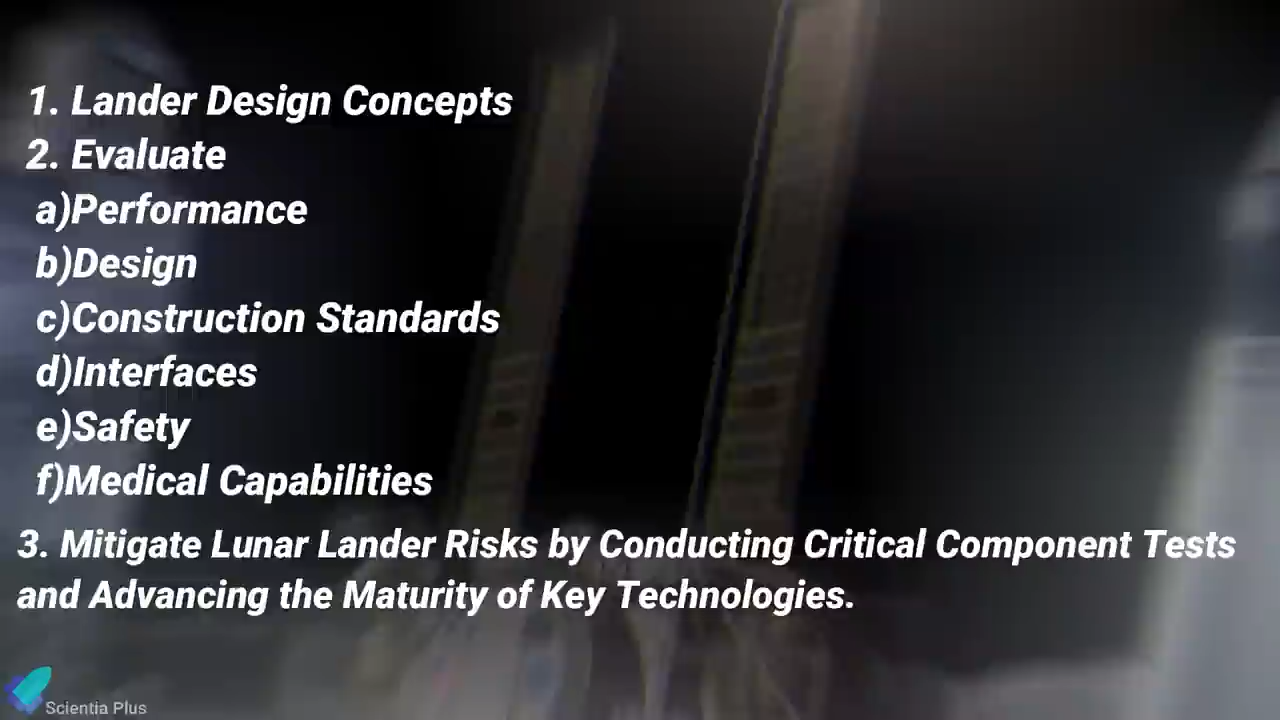 1. Lander Design Concepts
2. Evaluate
a)Performance
b)Design
c)Construction Standards
d)Interfaces
e)Safety
f)Medical Capabilities
3. Mitigate Lunar Lander Risks by Conducting Critical Component Tests
and Advancing the Maturity of Key Technologies.
Scientia Plus